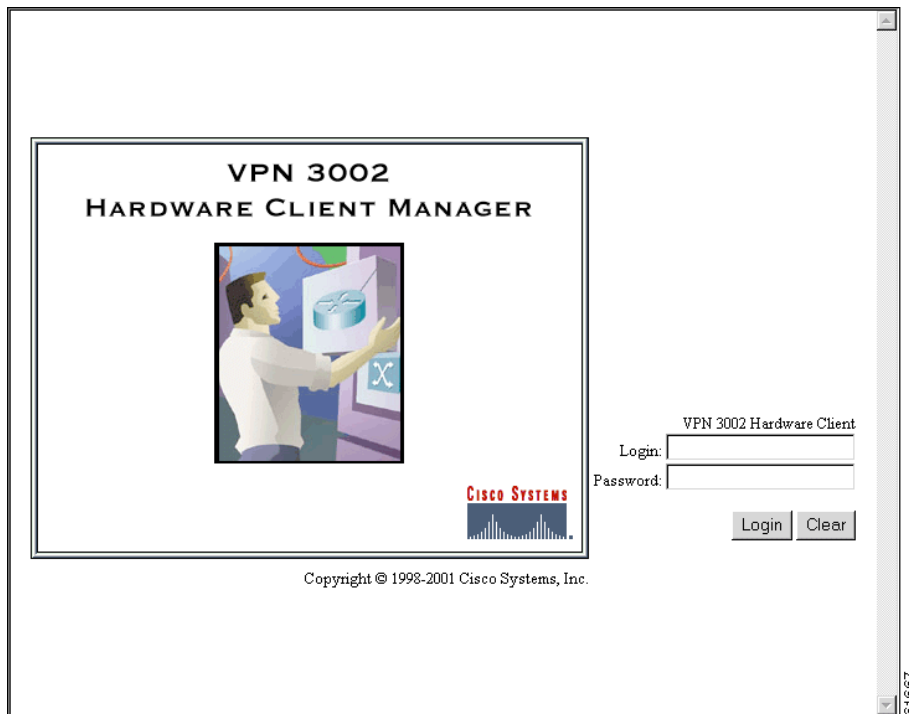 VPN 3002
HARDWARE CLIENT MANAGER
CISCO SYSTEMS
Copyright © 1998-2001 Cisco Systems, Inc.
VPN 3002 Hardware Client
Login:
Password:
Login Clear